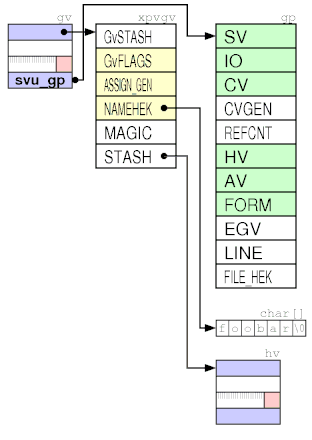 gv
svu_gp
xpvgv
GvSTASH
GvFLAGS
ASSIGN_GEN
NAMEHEK
MAGIC
STASH
gp
SV
IO
CV
CVGEN
REFCNT
HV
AV
FORM
EGV
LINE
FILE_HEK
char[]
f o o b a r \0
hv